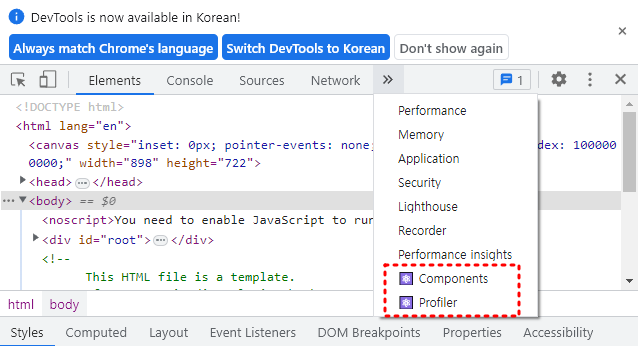 DevTools is now available in Korean!
Always match Chrome's language Switch DevTools to Korean Don't show again
Elements Console Sources Network » 1
Performance
Memory
Application
Security
Lighthouse
Recorder
Performance insights
Components
Profiler
<!DOCTYPE html>
<html lang="en">
<canvas style="inset: 0px; pointer-events: none; dex: 100000
0000;" width="898" height="722">
<head> ... </head>
... <body> == $0
<noscript>You need to enable JavaScript to run
<div id="root"> ... </div>
<!--
This HTML file is a template.
html body
Styles Computed Layout Event Listeners DOM Breakpoints Properties Accessibility